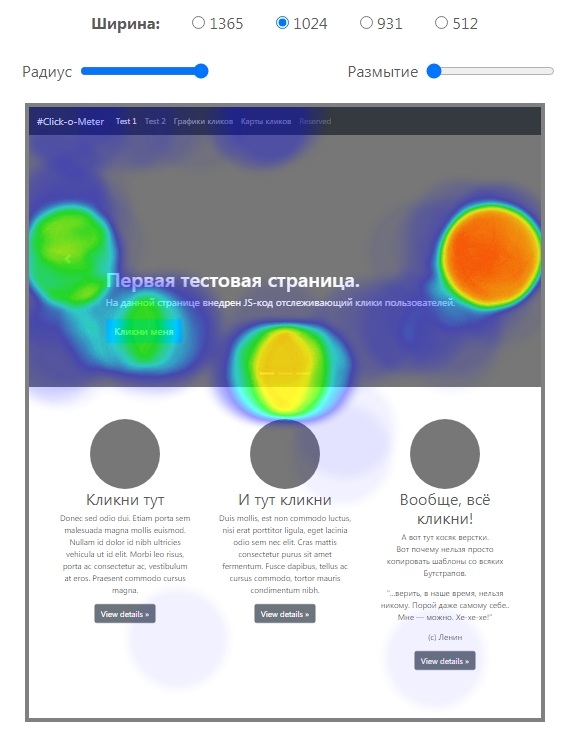 Ширина: 1365 1024 931 512
Радиус Размытие
#Click-o-Meter Test 1 Test 2 Графики кликов Карты кликов Reserved
Первая тестовая страница.
На данной странице внедрен JS-код отслеживающий клики пользователей.
Кликни меня
Кликни тут
Donec sed odio dui. Etiam porta sem
malesuada magna mollis euismod.
Nullam id dolor id nibh ultricies
vehicula ut id elit. Morbi leo risus,
porta ac consectetur ac, vestibulum
at eros. Praesent commodo cursus
magna.
View details »
И тут кликни
Duis mollis, est non commodo luctus,
nisi erat porttitor ligula, eget lacinia
odio sem nec elit. Cras mattis
consectetur purus sit amet
fermentum. Fusce dapibus, tellus ac
cursus commodo, tortor mauris
condimentum nibh.
View details »
Вообще, всё
кликни!
А вот тут косяк верстки.
Вот почему нельзя просто
копировать шаблоны со всяких
Бутстрапов.
"...верить, в наше время, нельзя
никому. Порой даже самому себе..
Мне — можно. Хе-хе-хе!"
(c) Ленин
View details »